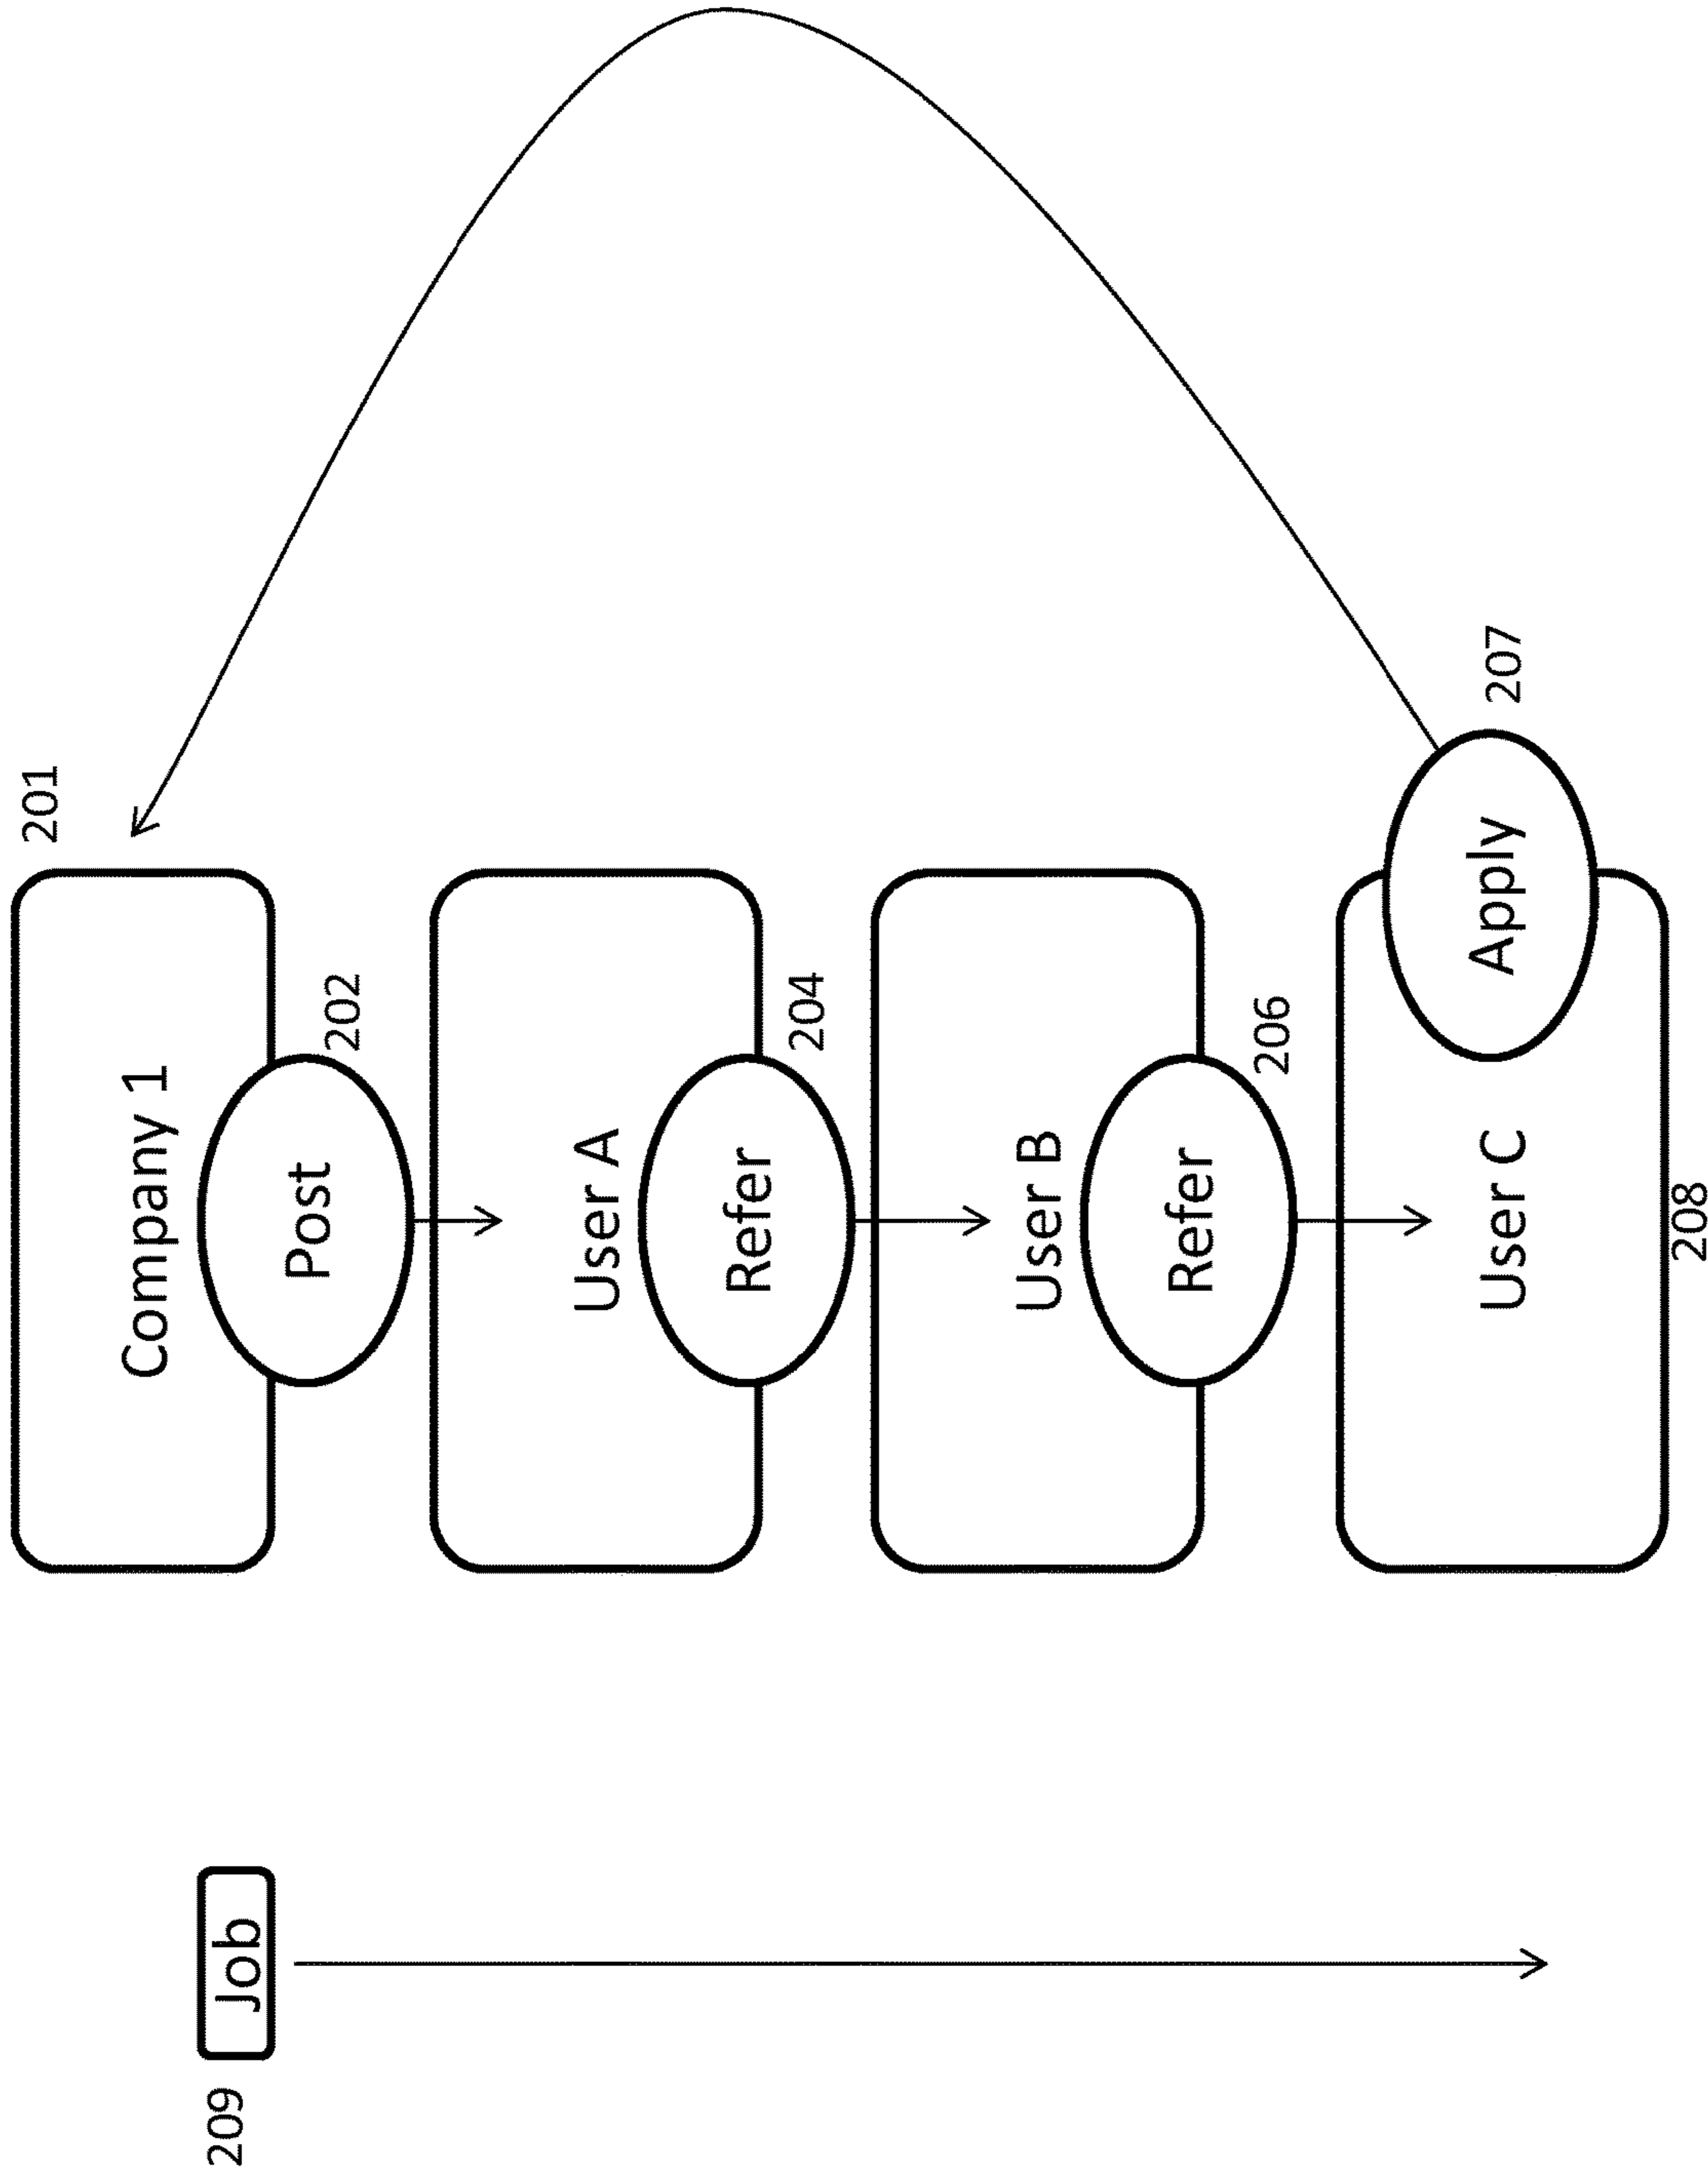 201
Company 1
Post
202
User A
Refer
204
User B
Refer
206
User C
Apply
207
208
209
Job